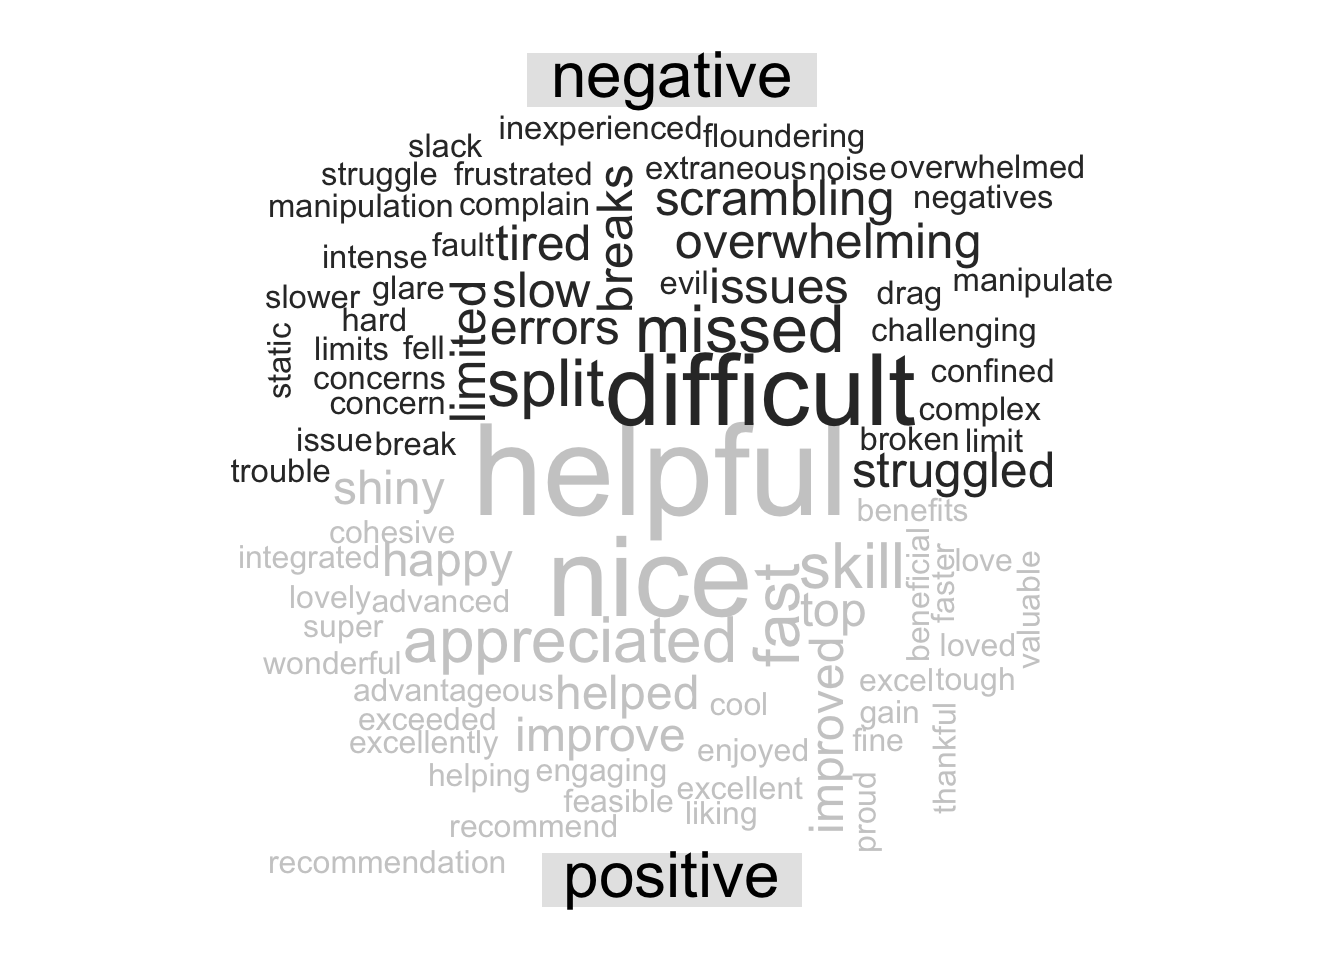 negative
inexperienced floundering
slack
struggle frustrated extraneous noise overwhelmed
manipulation complain breaks scrambling negatives
intense fault tired overwhelming
slower glare slow evil issues drag manipulate
hard limited errors missed challenging
static limits fell
concerns split difficult confined
concern complex
issue break broken limit
trouble struggled
shiny helpful
benefits
cohesive
integrated happy nice fast skill beneficial faster love valuable
lovely advanced top
super
wonderful appreciated loved
advantageous helped cool improved excel tough
exceeded gain thankful
excellently improve enjoyed fine
helping engaging
feasible excellent proud
recommend liking
recommendation
positive